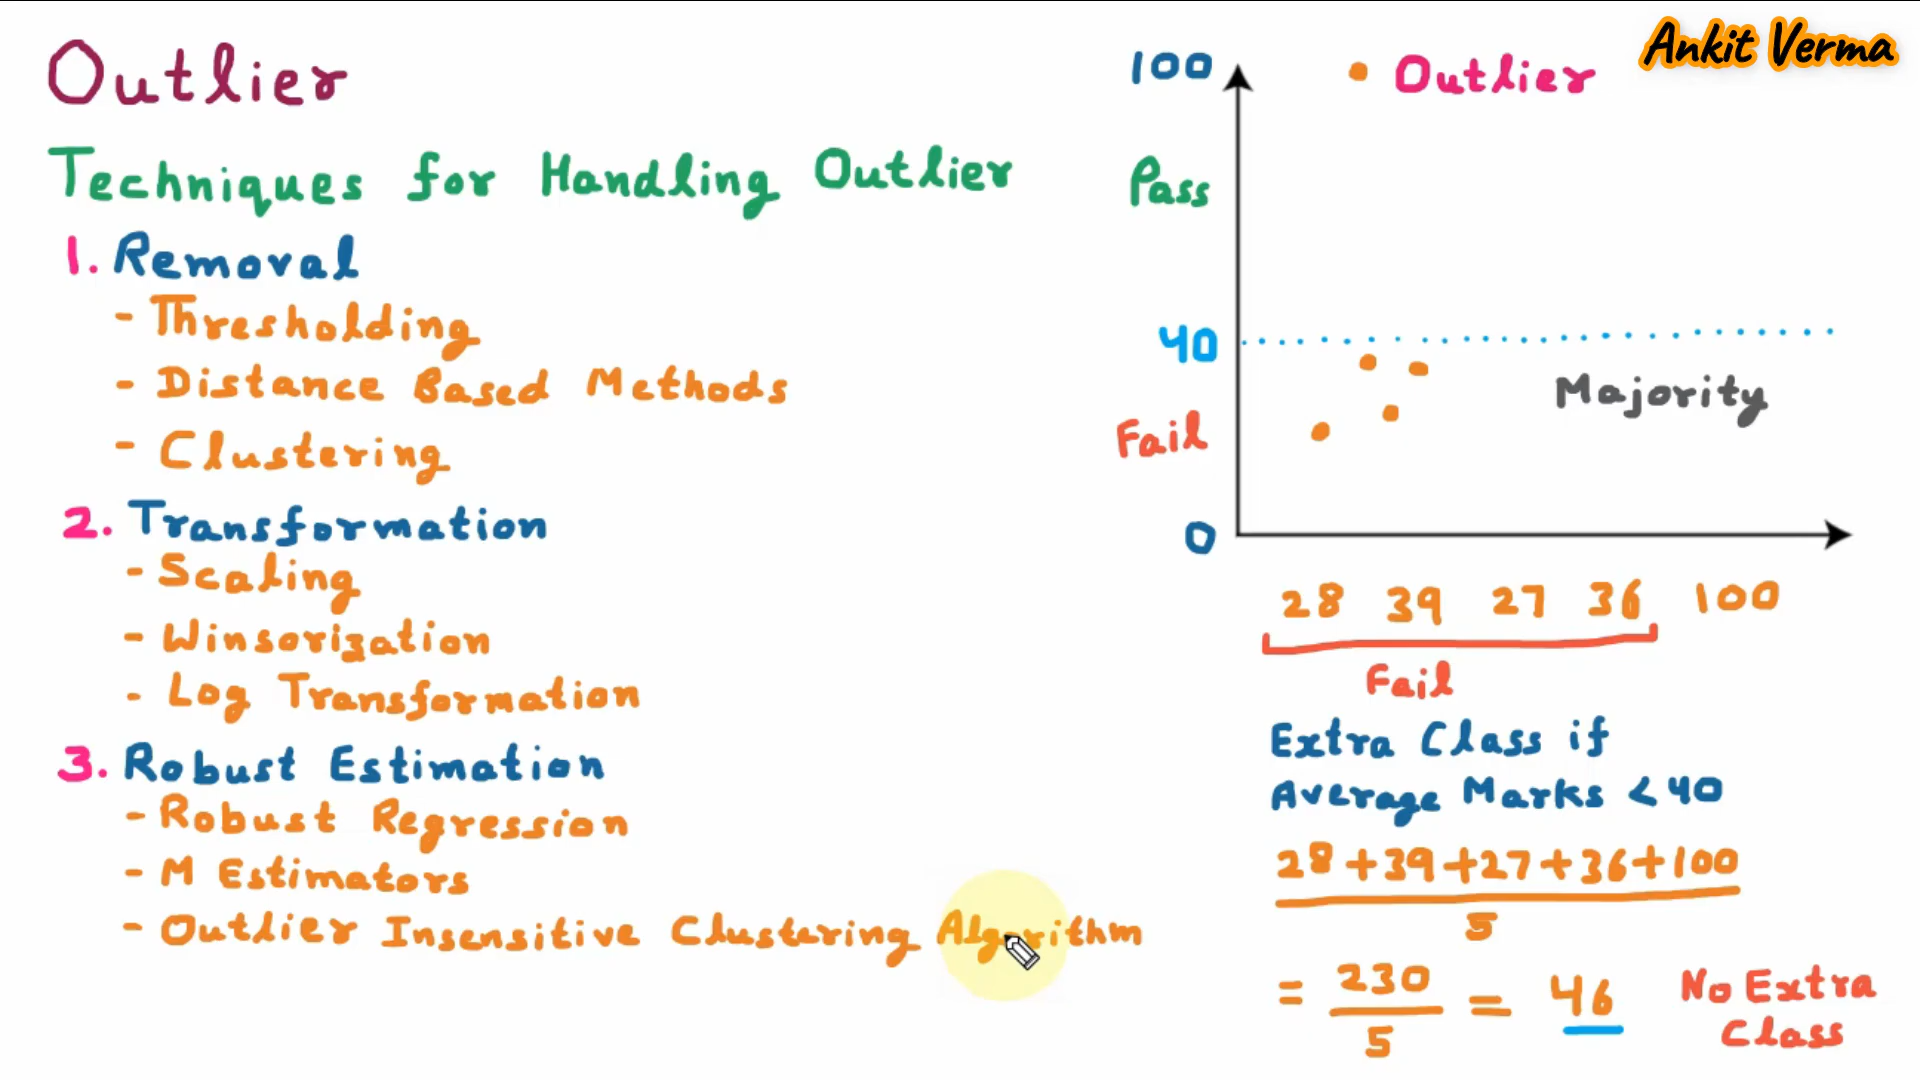 Outlier
Techniques for Handling Outlier
1. Removal
- Thresholding
- Distance Based Methods
- Clustering
2. Transformation
- Scaling
- Winsorization
- Log Transformation
3. Robust Estimation
- Robust Regression
- M Estimators
- Outlier Insensitive Clustering Algorithm
Ankit Verma
100
Outlier
Pass
40
Majority
Fail
0
28 39 27 36 100
Fail
Extra Class if
Average Marks < 40
28 + 39 + 27 + 36 + 100
5
= 230 = 46
5
No Extra
Class